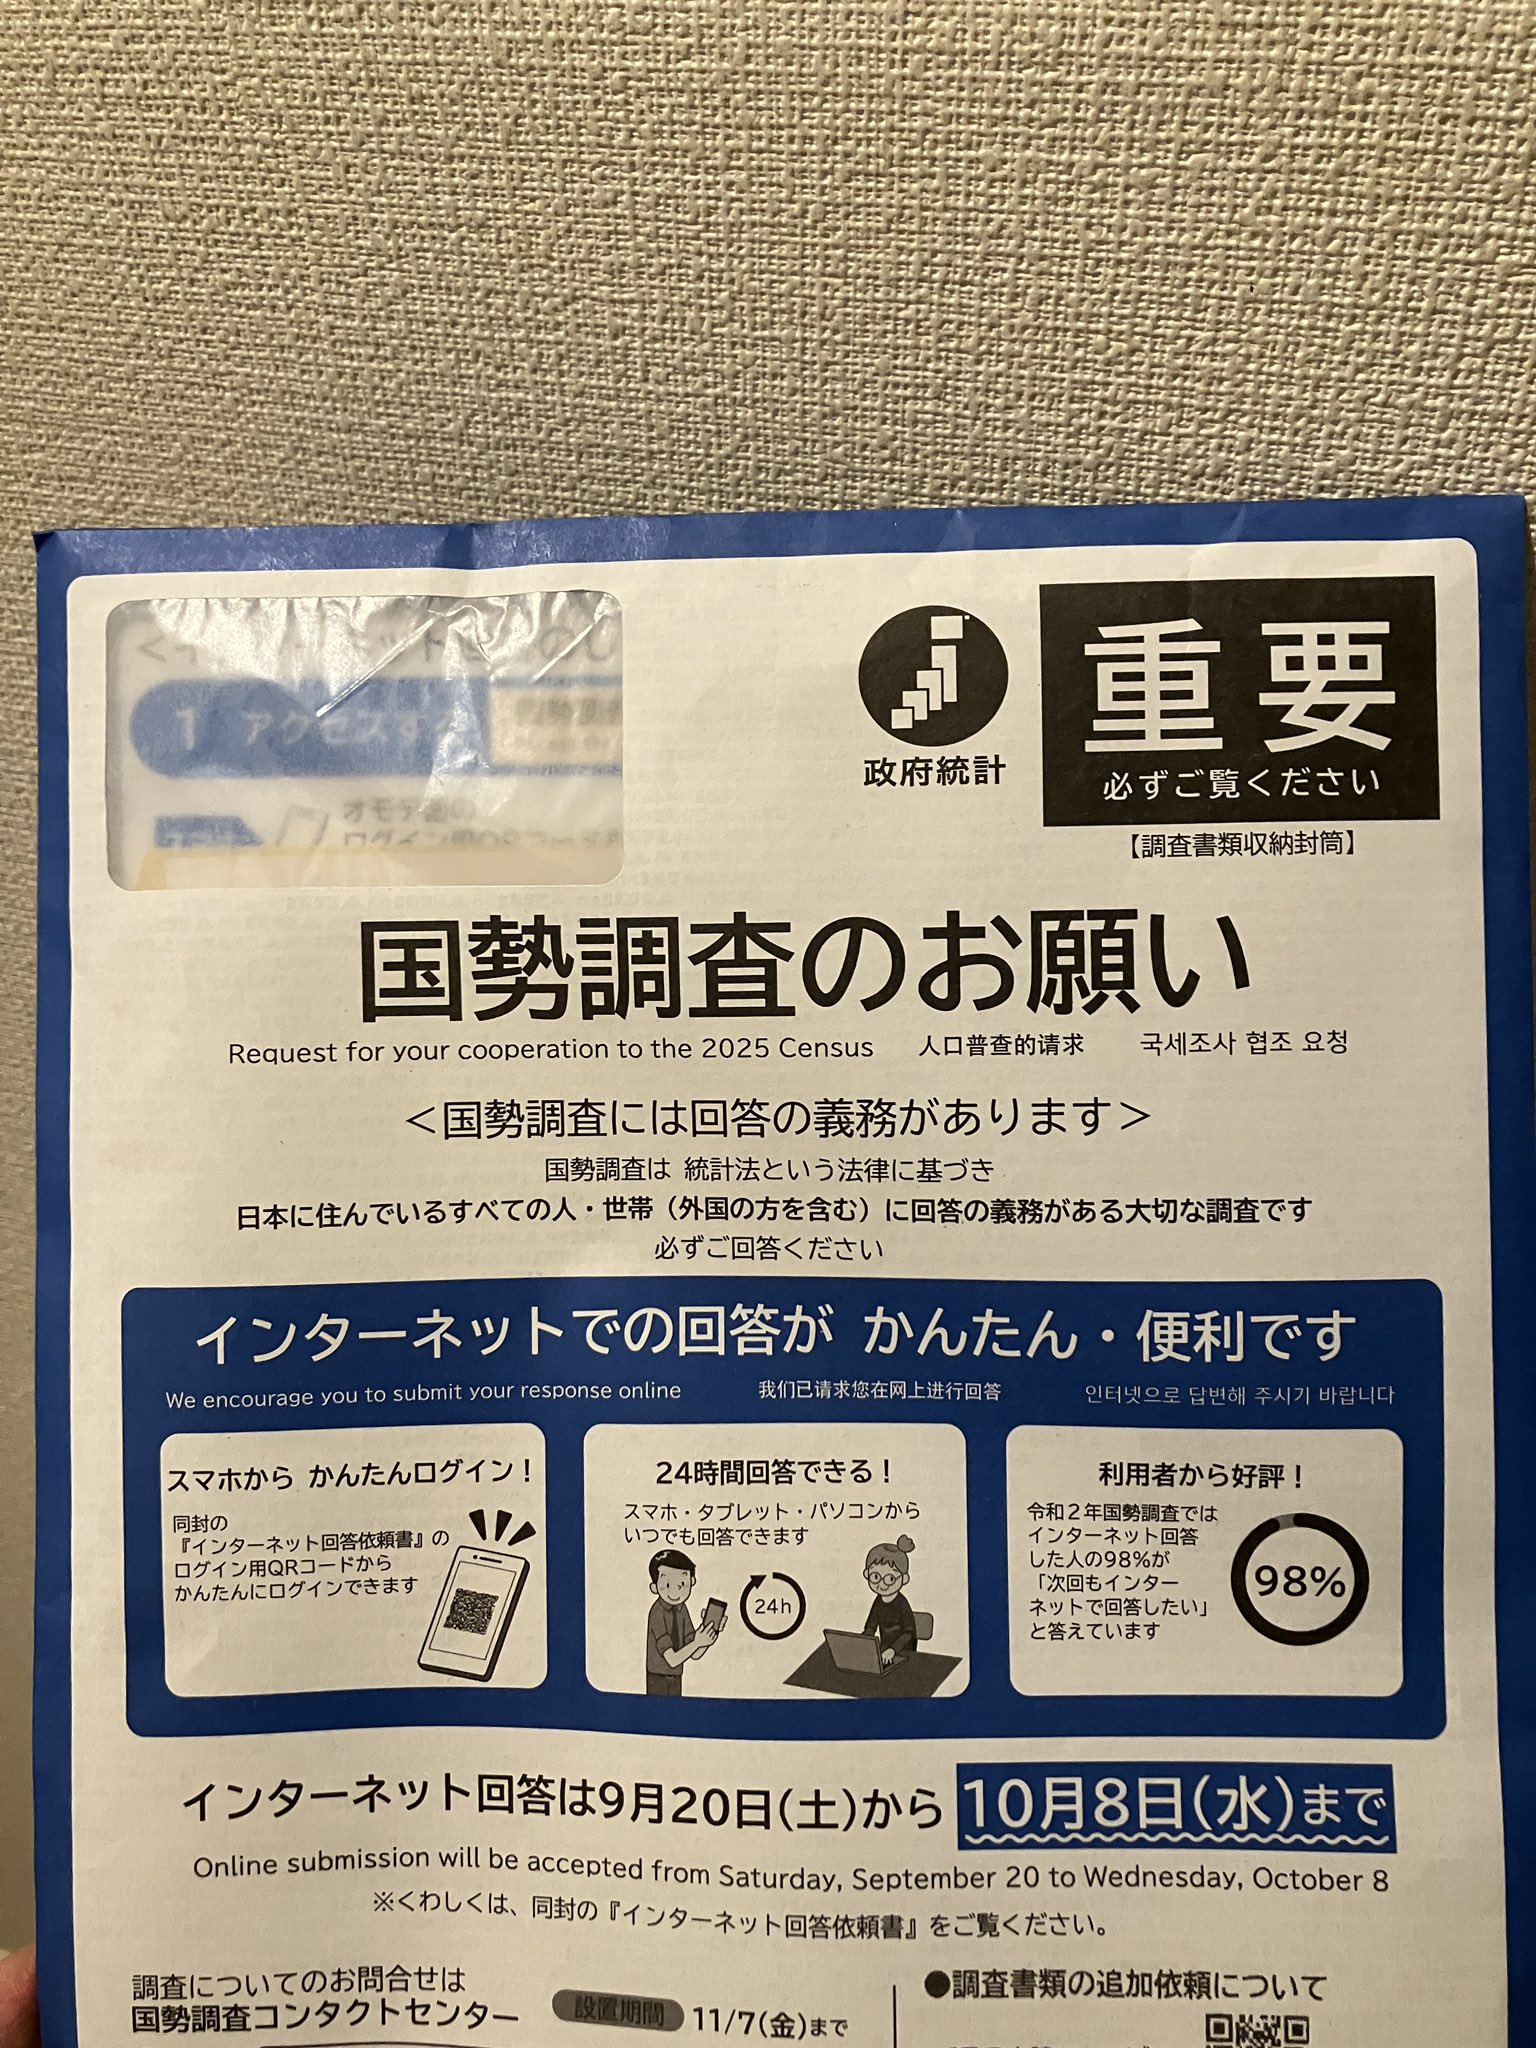 1 アクセスする
オモテ面の
政府統計
重要
必ずご覧ください
【調査書類収納封筒】
国勢調査のお願い
Request for your cooperation to the 2025 Census 人口普查的请求 국세조사 협조 요청
＜国勢調査には回答の義務があります＞
国勢調査は 統計法という法律に基づき
日本に住んでいるすべての人・世帯（外国の方を含む）に回答の義務がある大切な調査です
必ずご回答ください
インターネットでの回答が かんたん・便利です
We encourage you to submit your response online 我们已请求您在网上进行回答 인터넷으로 답변해 주시기 바랍니다
スマホから かんたんログイン！
同封の
『インターネット回答依頼書』の
ログイン用QRコードから
かんたんにログインできます
24時間回答できる！
スマホ・タブレット・パソコンから
いつでも回答できます
24h
利用者から好評！
令和２年国勢調査では
インターネット回答
した人の98%が
「次回もインター
ネットで回答したい」
と答えています
98%
インターネット回答は9月20日(土)から 10月8日(水)まで
Online submission will be accepted from Saturday, September 20 to Wednesday, October 8
※くわしくは、同封の『インターネット回答依頼書』をご覧ください。
調査についてのお問合せは
国勢調査コンタクトセンター 設置期間 11/7(金)まで
●調査書類の追加依頼について